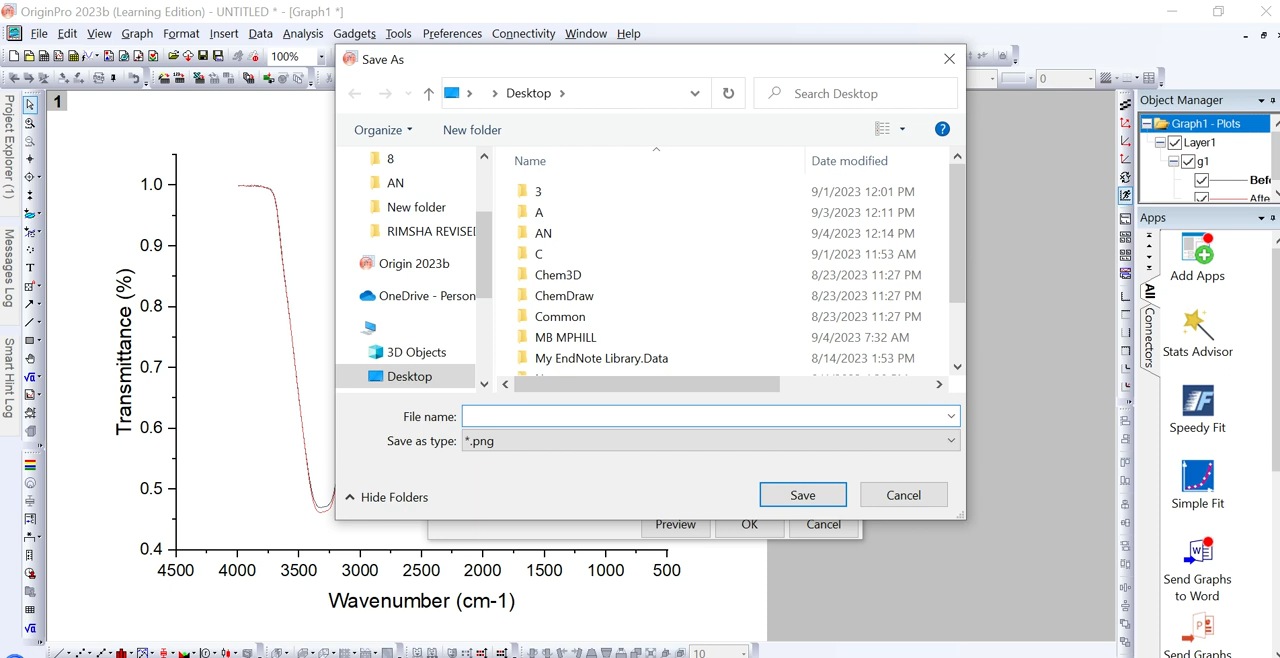 OriginPro 2023b (Learning Edition) - UNTITLED * - [Graph1 *]
File Edit View Graph Format Insert Data Analysis Gadgets Tools Preferences Connectivity Window Help
100%
0
Project Explorer (1)
Messages Log
Smart Hint Log
1
Save As
Desktop
Search Desktop
Organize
New folder
8
AN
New folder
RIMSHA REVISE
Origin 2023b
OneDrive - Person
3D Objects
Desktop
Name Date modified
3 9/1/2023 12:01 PM
A 9/3/2023 12:11 PM
AN 9/4/2023 12:14 PM
C 9/1/2023 11:53 AM
Chem3D 8/23/2023 11:27 PM
ChemDraw 8/23/2023 11:27 PM
Common 8/23/2023 11:27 PM
MB MPHILL 9/4/2023 7:32 AM
My EndNote Library.Data 8/14/2023 1:53 PM
File name:
Save as type: *.png
Hide Folders
Save
Cancel
Preview
OK
Cancel
Transmittance (%)
1.0
0.9
0.8
0.7
0.6
0.5
0.4
4500 4000 3500 3000 2500 2000 1500 1000 500
Wavenumber (cm-1)
Object Manager
Graph1 - Plots
Layer1
g1
Bef
Afte
Apps
All
Connectors
Add Apps
Stats Advisor
Speedy Fit
Simple Fit
Send Graphs
to Word
Send Graphs
10